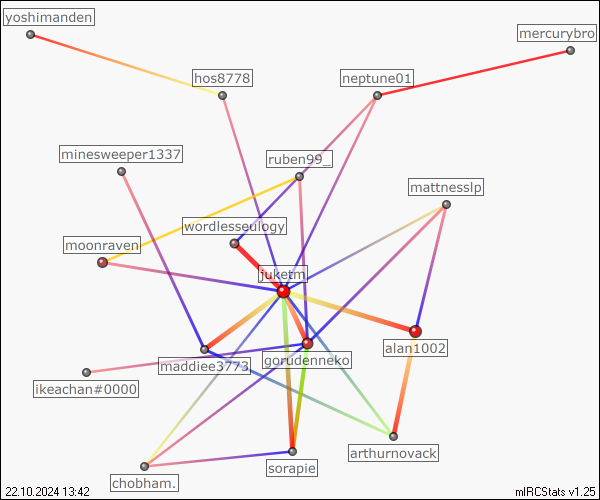 yoshimanden
mercurybro
hos8778
neptune01
minesweeper1337
ruben99_
mattnesslp
wordlesseulogy
moonraven
juketm
alan1002
gorudenneko
maddiee3773
ikeachan#0000
arthurnovack
sorapie
chobham.
22.10.2024 13:42
mIRCStats v1.25